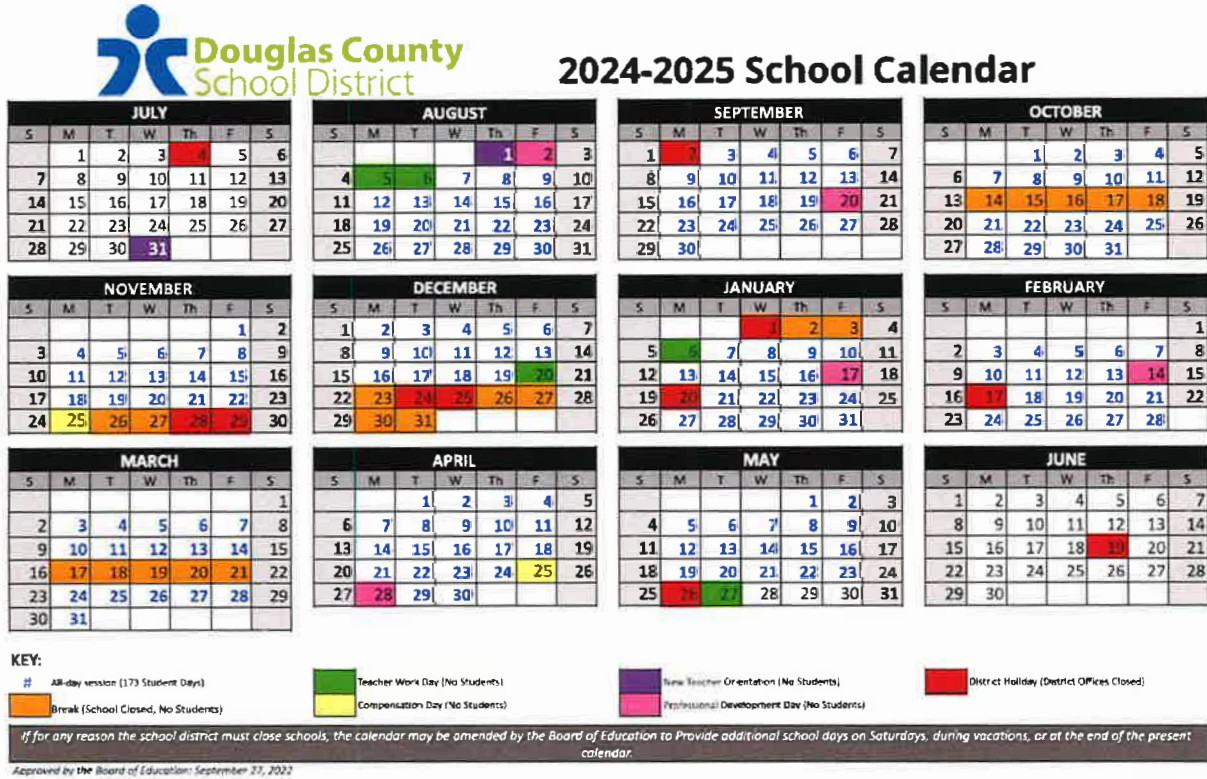 Douglas County
School District
2024-2025 School Calendar
JULY
S M T W Th F S
1 2 3 4 5 6
7 8 9 10 11 12 13
14 15 16 17 18 19 20
21 22 23 24 25 26 27
28 29 30 31
AUGUST
S M T W Th F S
1 2 3
4 5 6 7 8 9 10
11 12 13 14 15 16 17
18 19 20 21 22 23 24
25 26 27 28 29 30 31
SEPTEMBER
S M T W Th F S
1 2 3 4 5 6 7
8 9 10 11 12 13 14
15 16 17 18 19 20 21
22 23 24 25 26 27 28
29 30
OCTOBER
S M T W Th F S
1 2 3 4 5
6 7 8 9 10 11 12
13 14 15 16 17 18 19
20 21 22 23 24 25 26
27 28 29 30 31
NOVEMBER
S M T W Th F S
1 2
3 4 5 6 7 8 9
10 11 12 13 14 15 16
17 18 19 20 21 22 23
24 25 26 27 28 29 30
DECEMBER
S M T W Th F S
1 2 3 4 5 6 7
8 9 10 11 12 13 14
15 16 17 18 19 20 21
22 23 24 25 26 27 28
29 30 31
JANUARY
S M T W Th F S
1 2 3 4
5 6 7 8 9 10 11
12 13 14 15 16 17 18
19 20 21 22 23 24 25
26 27 28 29 30 31
FEBRUARY
S M T W Th F S
1
2 3 4 5 6 7 8
9 10 11 12 13 14 15
16 17 18 19 20 21 22
23 24 25 26 27 28
MARCH
S M T W Th F S
1
2 3 4 5 6 7 8
9 10 11 12 13 14 15
16 17 18 19 20 21 22
23 24 25 26 27 28 29
30 31
APRIL
S M T W Th F S
1 2 3 4 5
6 7 8 9 10 11 12
13 14 15 16 17 18 19
20 21 22 23 24 25 26
27 28 29 30
MAY
S M T W Th F S
1 2 3
4 5 6 7 8 9 10
11 12 13 14 15 16 17
18 19 20 21 22 23 24
25 26 27 28 29 30 31
JUNE
S M T W Th F S
1 2 3 4 5 6 7
8 9 10 11 12 13 14
15 16 17 18 19 20 21
22 23 24 25 26 27 28
29 30
KEY:
# All-day session (173 Student Days)
Break (School Closed, No Students)
Teacher Work Day (No Students)
Compensation Day (No Students)
New Teacher Orientation (No Students)
Professional Development Day (No Students)
District Holiday (District Offices Closed)
If for any reason the school district must close schools, the calendar may be amended by the Board of Education to Provide additional school days on Saturdays, during vacations, or at the end of the present
calendar.
Approved by the Board of Education: September 27, 2022